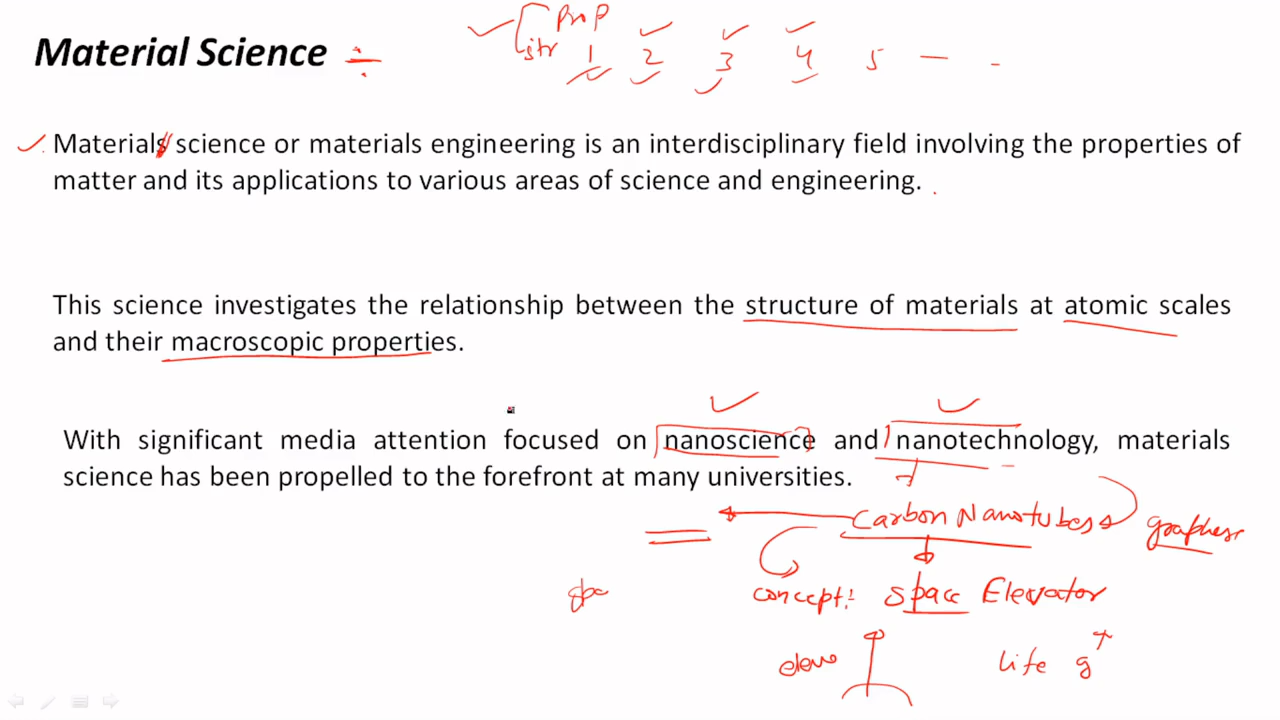 prop
str 1 2 3 4 5 — -
Material Science ÷
Materials science or materials engineering is an interdisciplinary field involving the properties of
matter and its applications to various areas of science and engineering.
This science investigates the relationship between the structure of materials at atomic scales
and their macroscopic properties.
With significant media attention focused on nanoscience and nanotechnology, materials
science has been propelled to the forefront at many universities.
Carbon Nanotubes
concept: Space Elevator
life